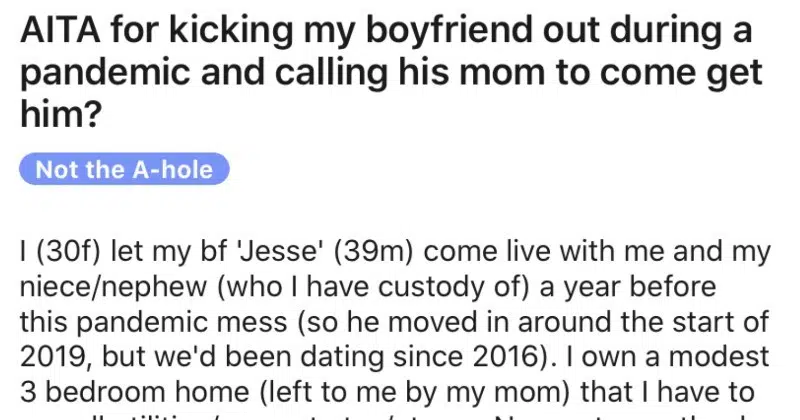 AITA for kicking my boyfriend out during a
pandemic and calling his mom to come get
him?
Not the A-hole
I (30f) let my bf 'Jesse' (39m) come live with me and my
niece/nephew (who I have custody of) a year before
this pandemic mess (so he moved in around the start of
2019, but we'd been dating since 2016). I own a modest
3 bedroom home (left to me by my mom) that I have to